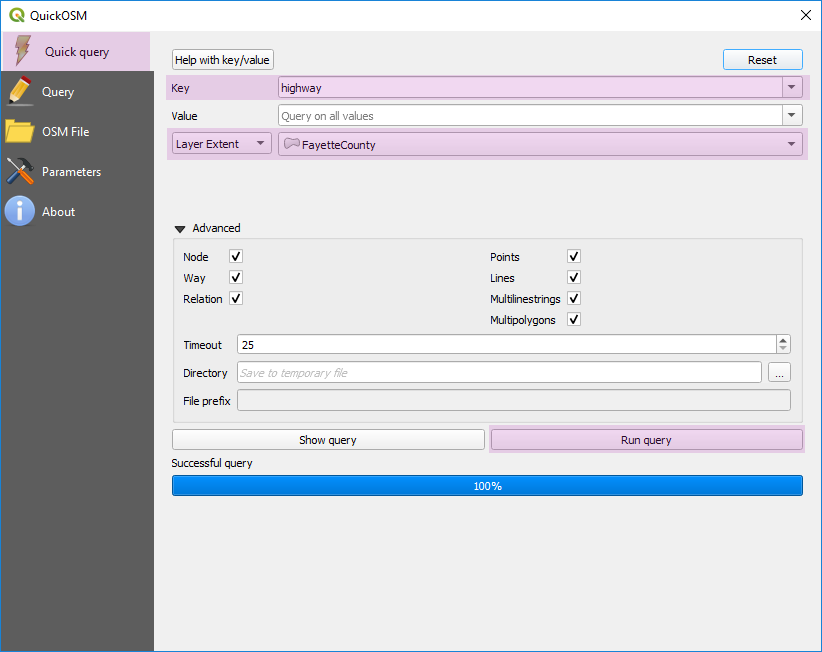 QuickOSM
Quick query
Query
OSM File
Parameters
About
Help with key/value
Reset
Key
highway
Value
Query on all values
Layer Extent
FayetteCounty
Advanced
Node
Points
Way
Lines
Relation
Multilinestrings
Multipolygons
Timeout
25
Directory
Save to temporary file
...
File prefix
Show query
Run query
Successful query
100%